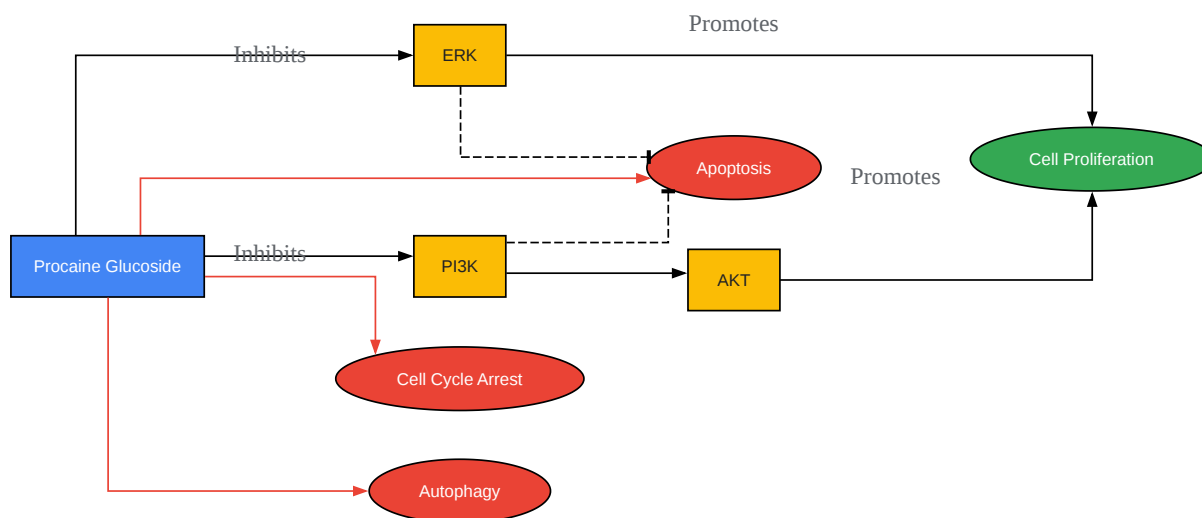 Promotes
Inhibits
ERK
Cell Proliferation
Apoptosis
Promotes
Inhibits
Procaine Glucoside
PI3K
AKT
Cell Cycle Arrest
Autophagy